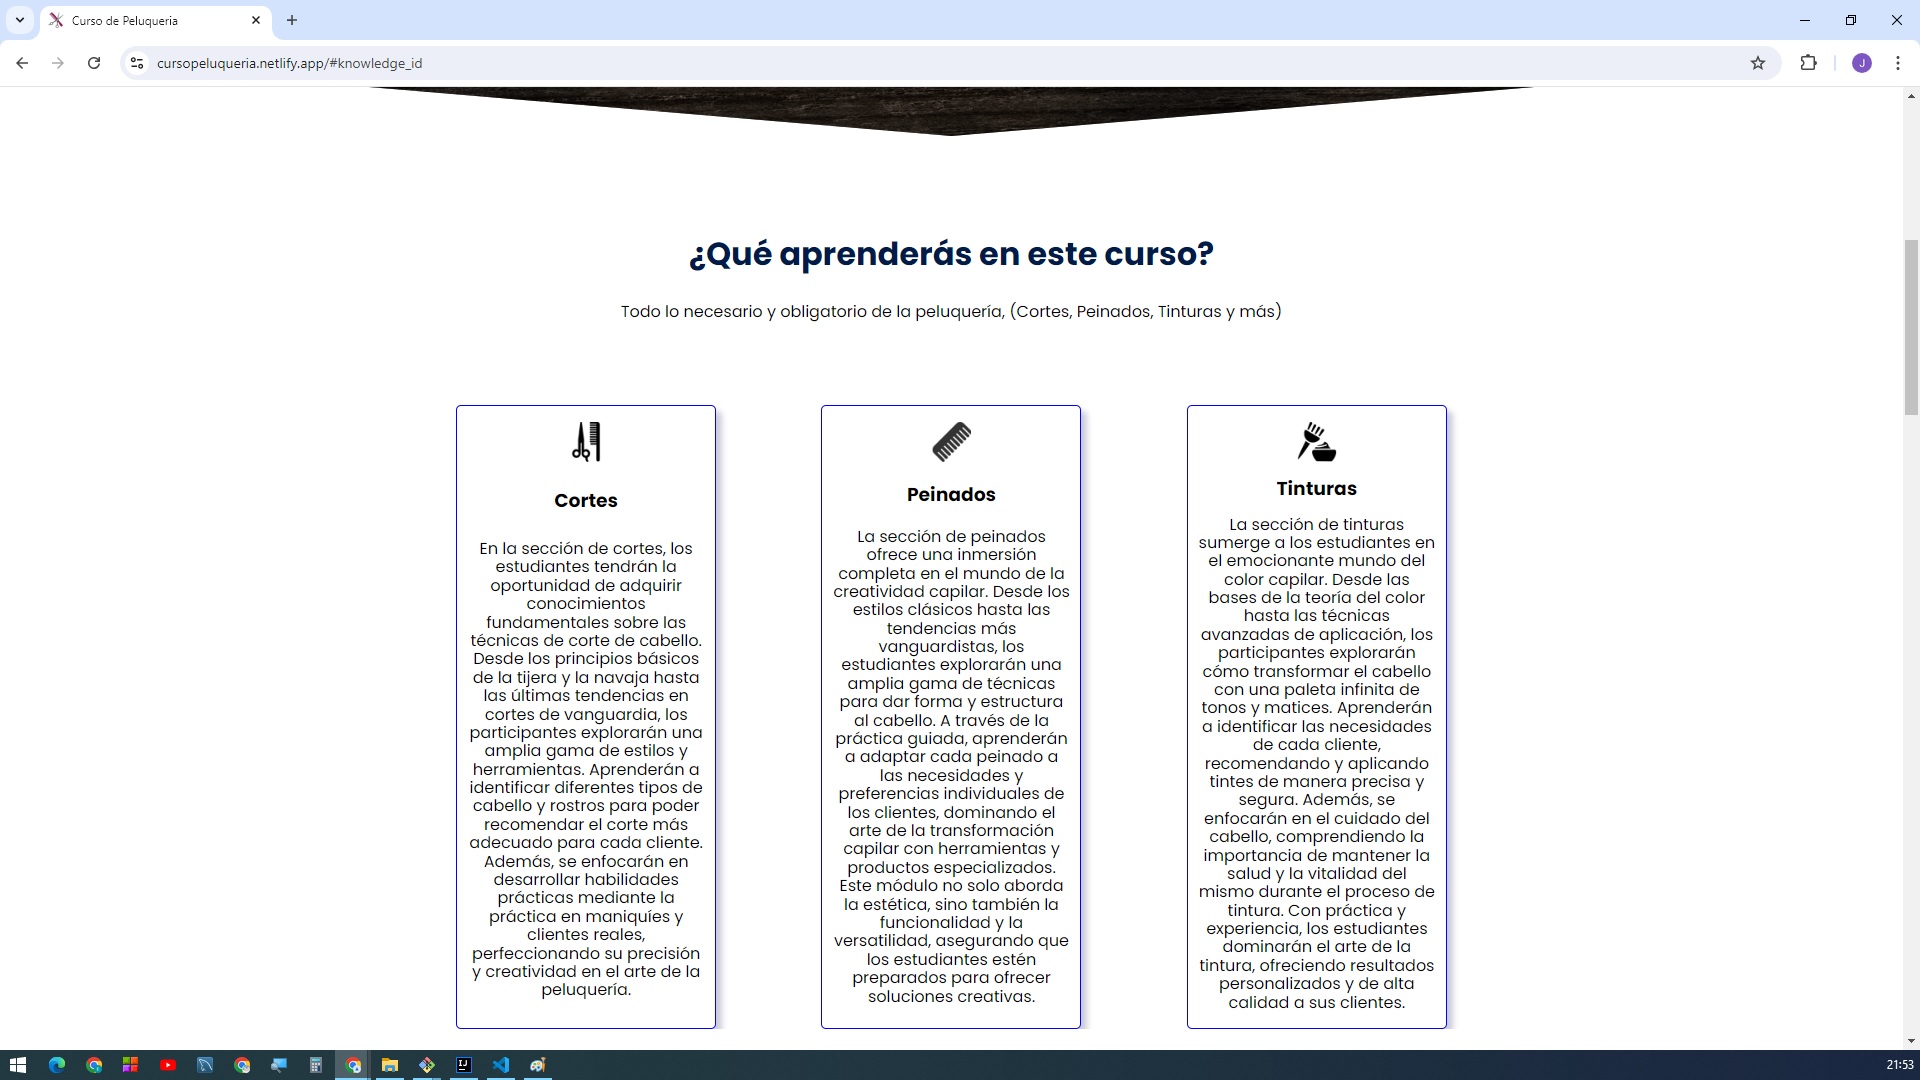 Curso de Peluqueria
cursopeluqueria.netlify.app/#knowledge_id
J
¿Qué aprenderás en este curso?
Todo lo necesario y obligatorio de la peluquería, (Cortes, Peinados, Tinturas y más)
Cortes
En la sección de cortes, los
estudiantes tendrán la
oportunidad de adquirir
conocimientos
fundamentales sobre las
técnicas de corte de cabello.
Desde los principios básicos
de la tijera y la navaja hasta
las últimas tendencias en
cortes de vanguardia, los
participantes explorarán una
amplia gama de estilos y
herramientas. Aprenderán a
identificar diferentes tipos de
cabello y rostros para poder
recomendar el corte más
adecuado para cada cliente.
Además, se enfocarán en
desarrollar habilidades
prácticas mediante la
práctica en maniquíes y
clientes reales,
perfeccionando su precisión
y creatividad en el arte de la
peluquería.
Peinados
La sección de peinados
ofrece una inmersión
completa en el mundo de la
creatividad capilar. Desde los
estilos clásicos hasta las
tendencias más
vanguardistas, los
estudiantes explorarán una
amplia gama de técnicas
para dar forma y estructura
al cabello. A través de la
práctica guiada, aprenderán
a adaptar cada peinado a
las necesidades y
preferencias individuales de
los clientes, dominando el
arte de la transformación
capilar con herramientas y
productos especializados.
Este módulo no solo aborda
la estética, sino también la
funcionalidad y la
versatilidad, asegurando que
los estudiantes estén
preparados para ofrecer
soluciones creativas.
Tinturas
La sección de tinturas
sumerge a los estudiantes en
el emocionante mundo del
color capilar. Desde las
bases de la teoría del color
hasta las técnicas
avanzadas de aplicación, los
participantes explorarán
cómo transformar el cabello
con una paleta infinita de
tonos y matices. Aprenderán
a identificar las necesidades
de cada cliente,
recomendando y aplicando
tintes de manera precisa y
segura. Además, se
enfocarán en el cuidado del
cabello, comprendiendo la
importancia de mantener la
salud y la vitalidad del
mismo durante el proceso de
tintura. Con práctica y
experiencia, los estudiantes
dominarán el arte de la
tintura, ofreciendo resultados
personalizados y de alta
calidad a sus clientes.
IJ
21:53